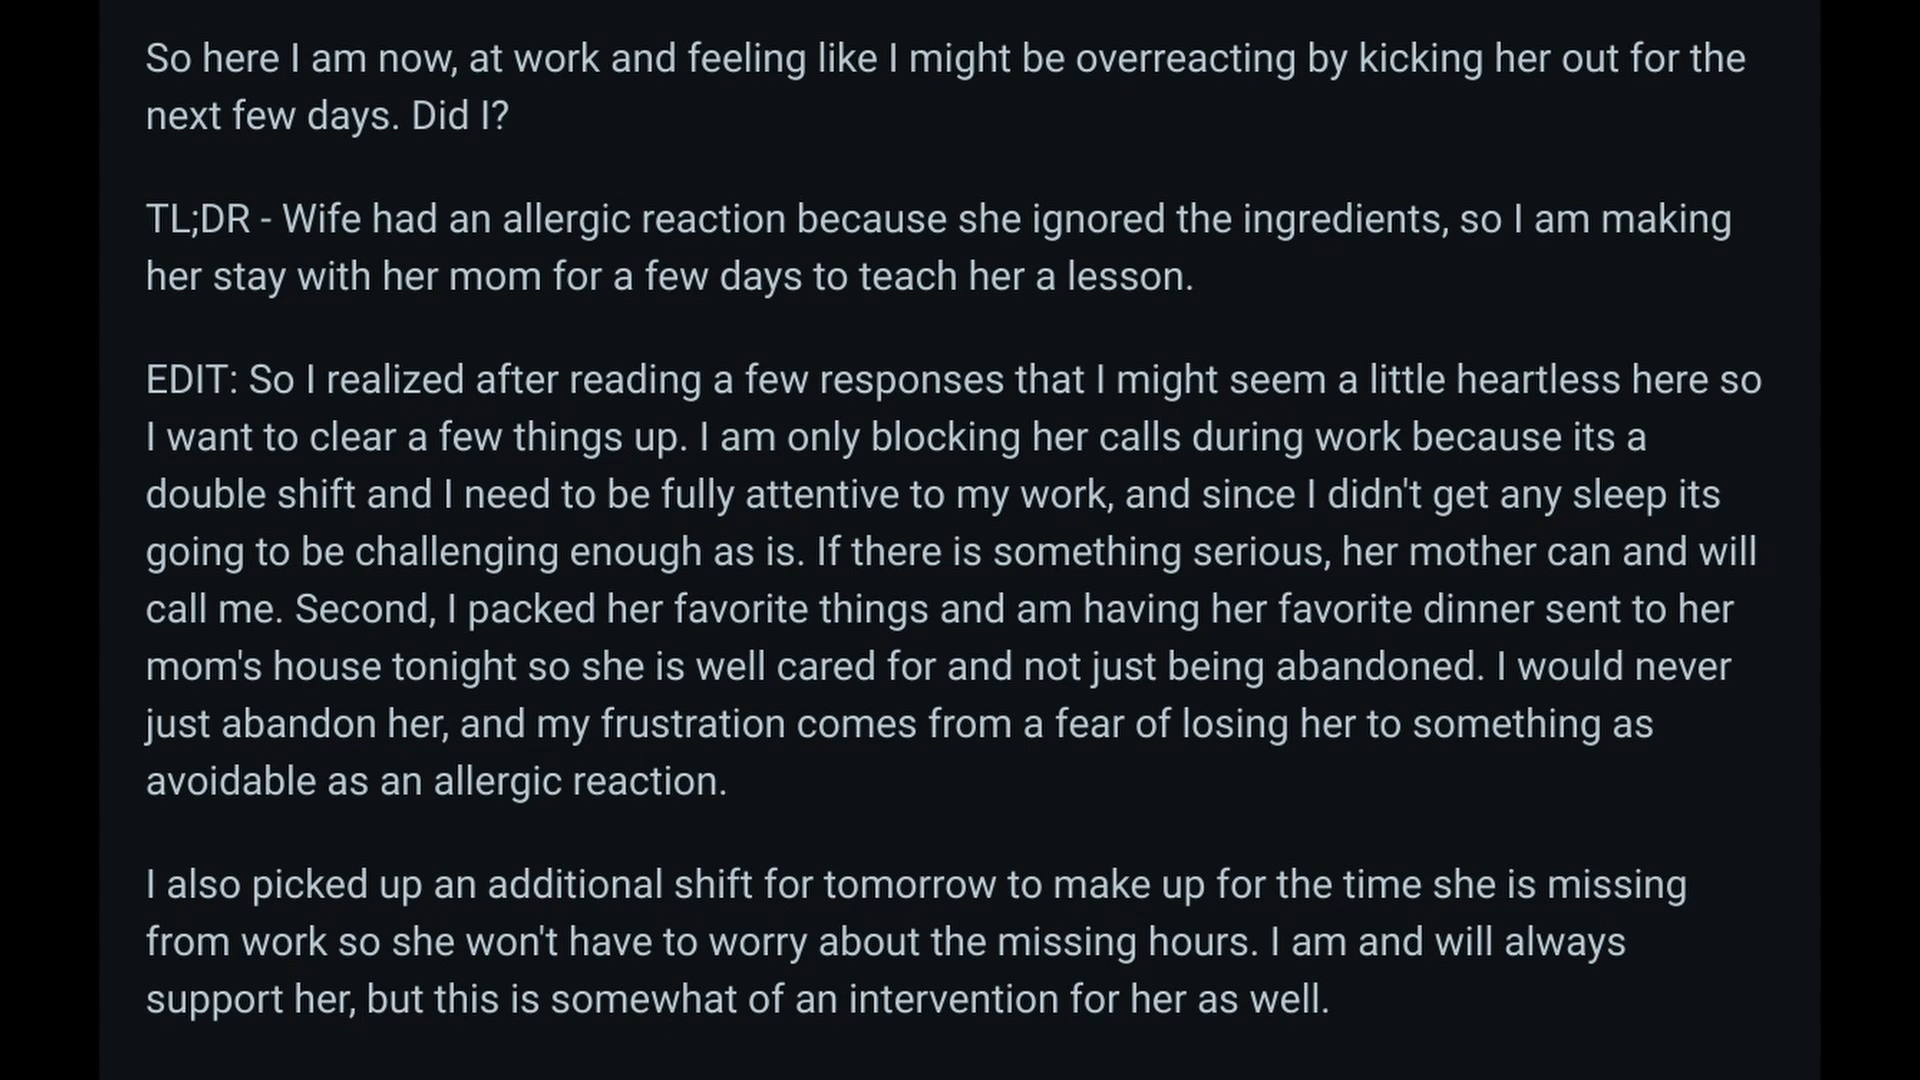 So here I am now, at work and feeling like I might be overreacting by kicking her out for the
next few days. Did I?
TL;DR - Wife had an allergic reaction because she ignored the ingredients, so I am making
her stay with her mom for a few days to teach her a lesson.
EDIT: So I realized after reading a few responses that I might seem a little heartless here so
I want to clear a few things up. I am only blocking her calls during work because its a
double shift and I need to be fully attentive to my work, and since I didn't get any sleep its
going to be challenging enough as is. If there is something serious, her mother can and will
call me. Second, I packed her favorite things and am having her favorite dinner sent to her
mom's house tonight so she is well cared for and not just being abandoned. I would never
just abandon her, and my frustration comes from a fear of losing her to something as
avoidable as an allergic reaction.
I also picked up an additional shift for tomorrow to make up for the time she is missing
from work so she won't have to worry about the missing hours. I am and will always
support her, but this is somewhat of an intervention for her as well.